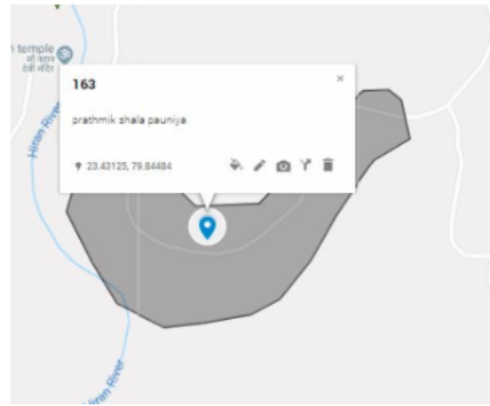 temple
163
prathmik shala pauniya
23.43125, 79.84484
Hiran River
Hiran River